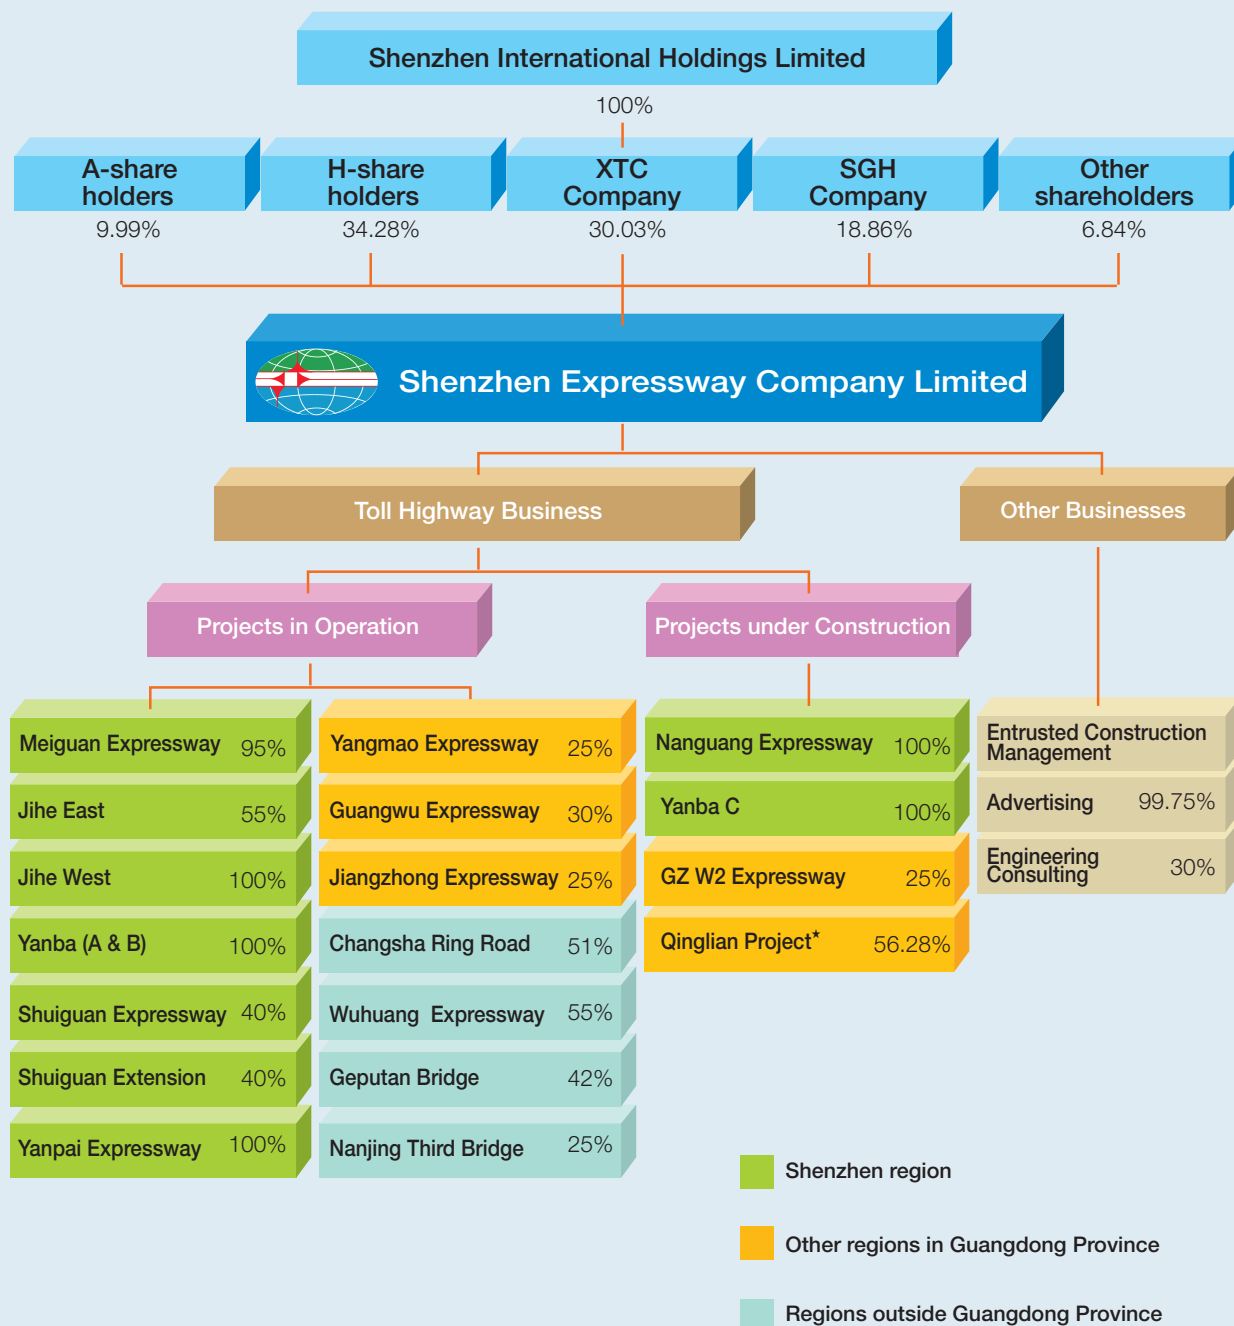 Shenzhen International Holdings Limited
100%
A-share
holders
9.99%
H-share
holders
34.28%
XTC
Company
30.03%
SGH
Company
18.86%
Other
shareholders
6.84%
Shenzhen Expressway Company Limited
Toll Highway Business
Other Businesses
Projects in Operation
Projects under Construction
Meiguan Expressway 95%
Jihe East 55%
Jihe West 100%
Yanba (A & B) 100%
Shuiguan Expressway 40%
Shuiguan Extension 40%
Yanpai Expressway 100%
Yangmao Expressway 25%
Guangwu Expressway 30%
Jiangzhong Expressway 25%
Changsha Ring Road 51%
Wuhuang Expressway 55%
Geputan Bridge 42%
Nanjing Third Bridge 25%
Nanguang Expressway 100%
Yanba C 100%
GZ W2 Expressway 25%
Qinglian Project★ 56.28%
Entrusted Construction
Management
Advertising 99.75%
Engineering
Consulting 30%
Shenzhen region
Other regions in Guangdong Province
Regions outside Guangdong Province